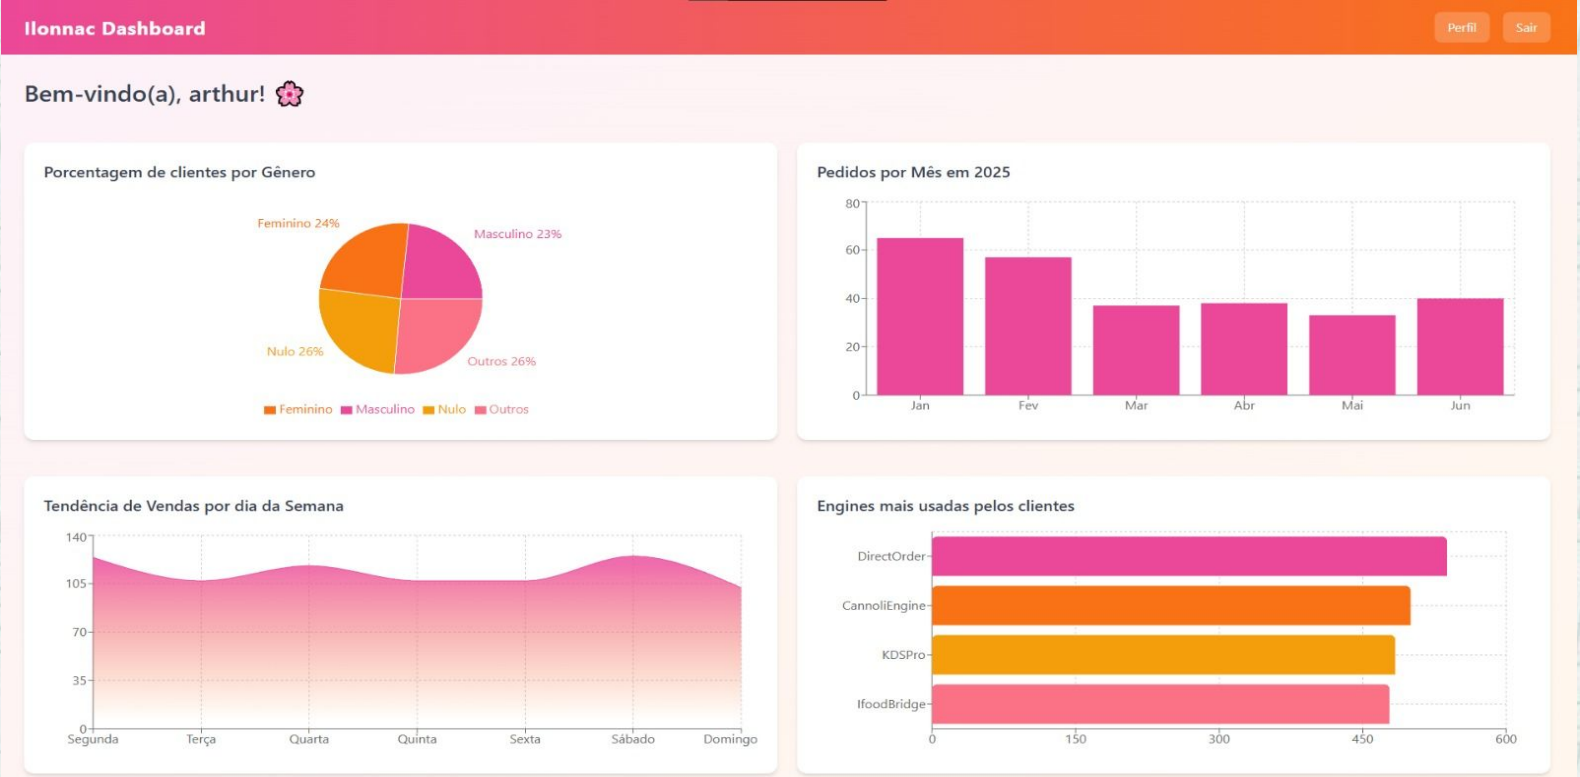 Ilonnac Dashboard
Perfil
Sair
Bem-vindo(a), arthur!
Porcentagem de clientes por Gênero
Feminino 24%
Masculino 23%
Nulo 26%
Outros 26%
Feminino Masculino Nulo Outros
Pedidos por Mês em 2025
80
60
40
20
0
Jan Fev Mar Abr Mai Jun
Tendência de Vendas por dia da Semana
140
105
70
35
0
Segunda Terça Quarta Quinta Sexta Sábado Domingo
Engines mais usadas pelos clientes
DirectOrder
CannoliEngine
KDSPro
IfoodBridge
0 150 300 450 600